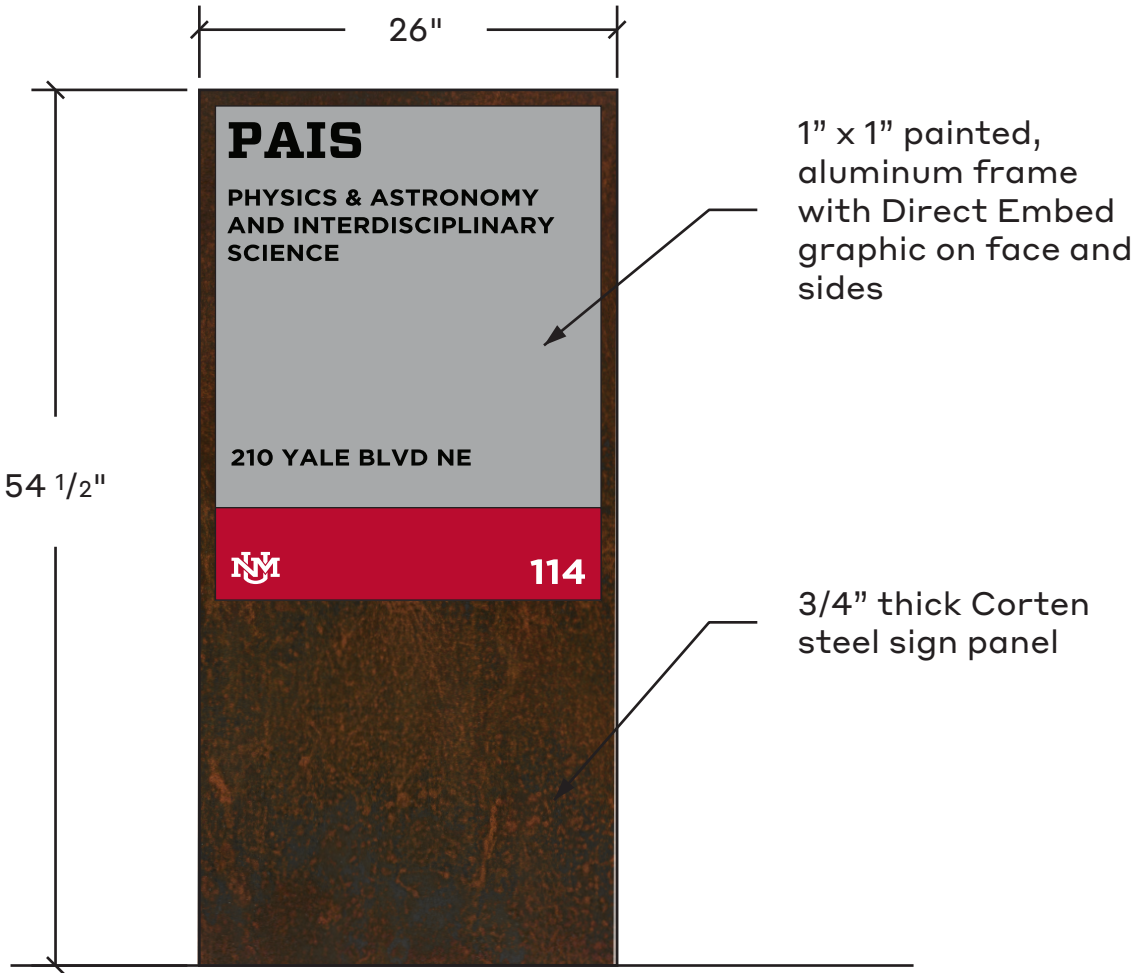 26"
PAIS
PHYSICS & ASTRONOMY
AND INTERDISCIPLINARY
SCIENCE
210 YALE BLVD NE
NM
114
54 1/2"
1” x 1” painted,
aluminum frame
with Direct Embed
graphic on face and
sides
3/4” thick Corten
steel sign panel